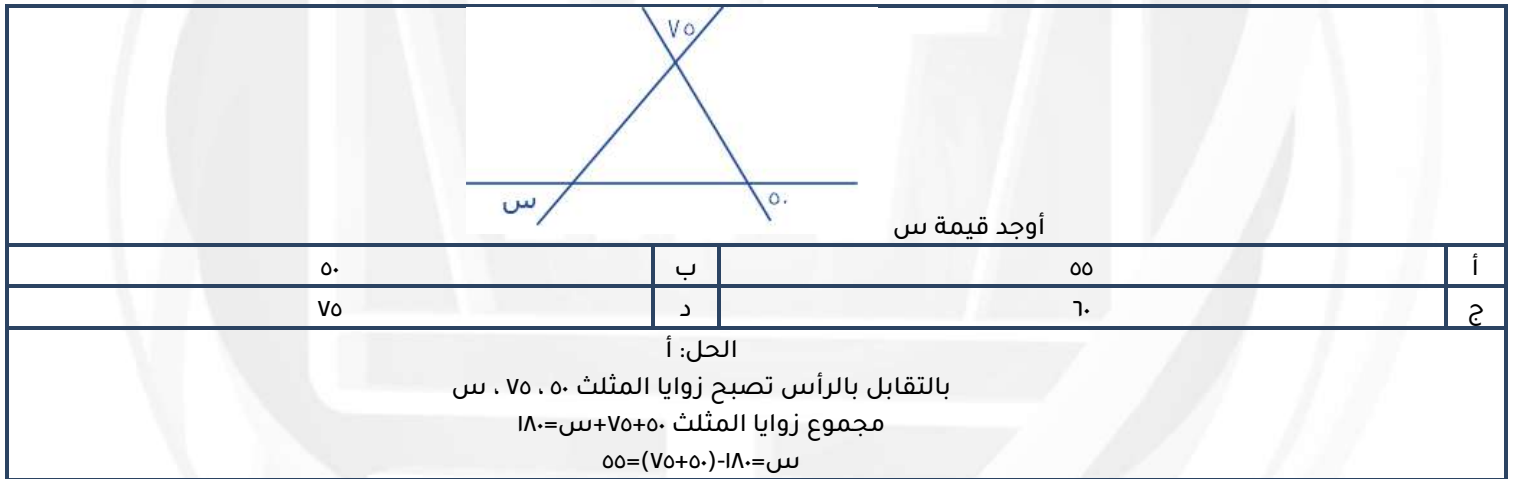 ٧٥
س
٥٠
أوجد قيمة س
أ ٥٥ ب ٥٠
ج ٦٠ د ٧٥
الحل: أ
بالتقابل بالرأس تصبح زوايا المثلث ٥٠ ، ٧٥ ، س
مجموع زوايا المثلث ٥٠+٧٥+س=١٨٠
س=١٨٠-(٥٠+٧٥)=٥٥